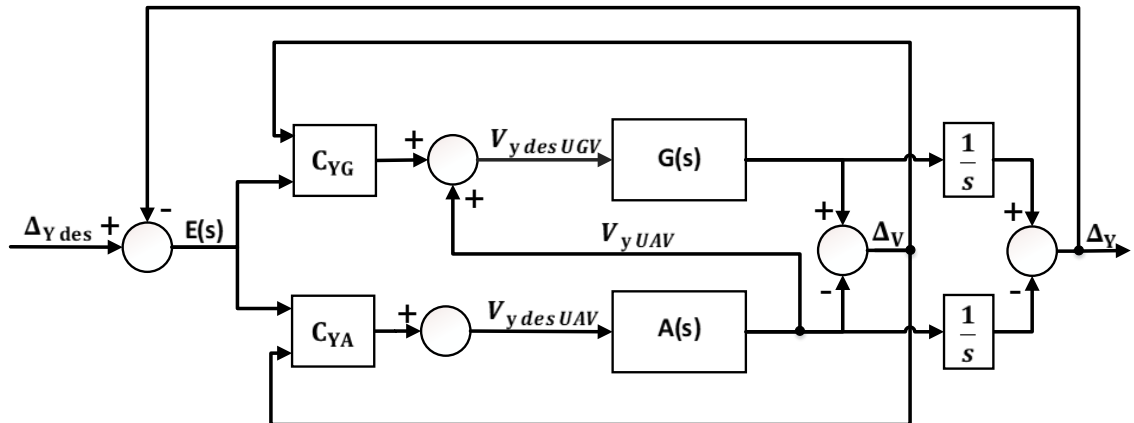 -
+
C_YG
+
V_y des UGV
G(s)
1/s
+
+
+
Δ_Y des
+
E(s)
V_y UAV
Δ_V
Δ_Y
-
-
C_YA
+
V_y des UAV
A(s)
1/s